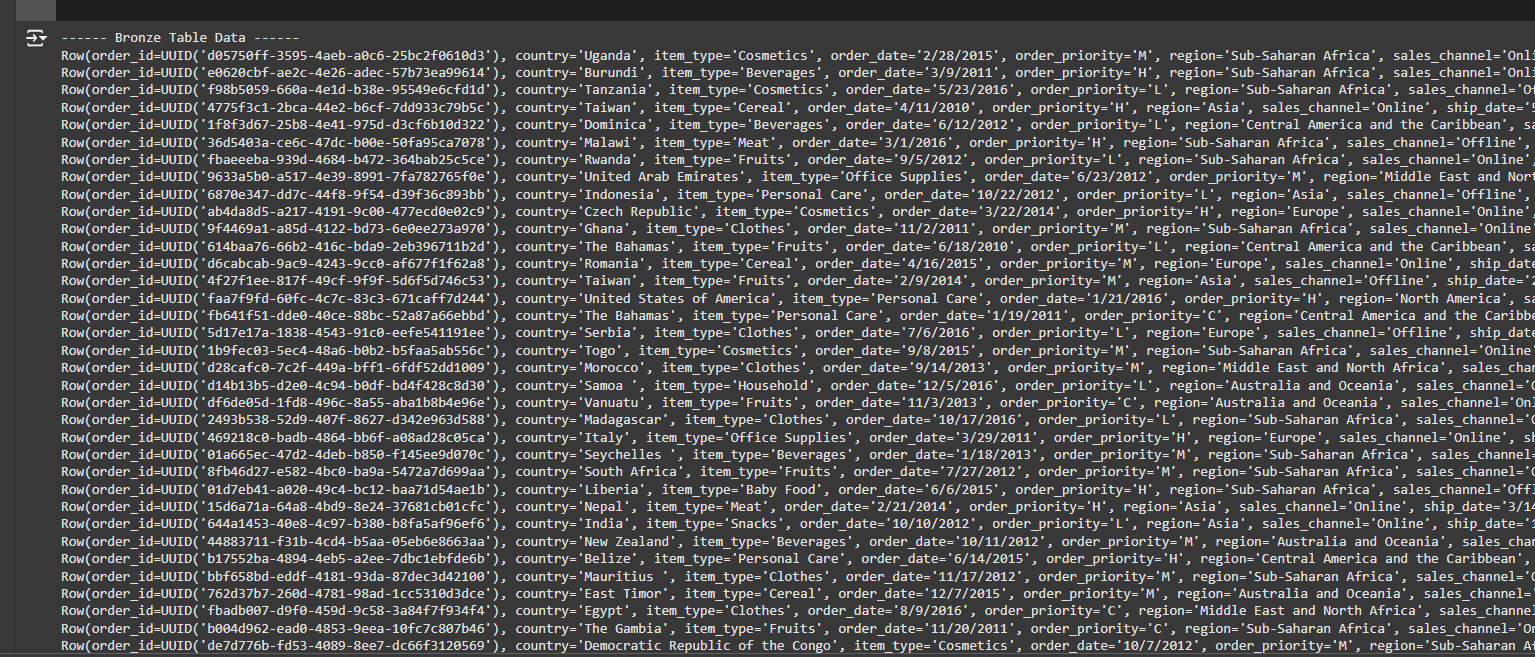 ------ Bronze Table Data ------
Row(order_id=UUID('d05750ff-3595-4aeb-a0c6-25bc2f0610d3'), country='Uganda', item_type='Cosmetics', order_date='2/28/2015', order_priority='M', region='Sub-Saharan Africa', sales_channel='Onli
Row(order_id=UUID('e0620cbf-ae2c-4e26-adec-57b73ea99614'), country='Burundi', item_type='Beverages', order_date='3/9/2011', order_priority='H', region='Sub-Saharan Africa', sales_channel='Onl
Row(order_id=UUID('f98b5059-660a-4e1d-b38e-95549e6cfd1d'), country='Tanzania', item_type='Cosmetics', order_date='5/23/2016', order_priority='L', region='Sub-Saharan Africa', sales_channel='Of
Row(order_id=UUID('4775f3c1-2bca-44e2-b6cf-7dd933c79b5c'), country='Taiwan', item_type='Cereal', order_date='4/11/2010', order_priority='H', region='Asia', sales_channel='Online', ship_date='5
Row(order_id=UUID('1f8f3d67-25b8-4e41-975d-d3cf6b10d322'), country='Dominica', item_type='Beverages', order_date='6/12/2012', order_priority='L', region='Central America and the Caribbean', sa
Row(order_id=UUID('36d5403a-ce6c-47dc-b00e-50fa95ca7078'), country='Malawi', item_type='Meat', order_date='3/1/2016', order_priority='H', region='Sub-Saharan Africa', sales_channel='Offline',
Row(order_id=UUID('fbaeeeba-939d-4684-b472-364bab25c5ce'), country='Rwanda', item_type='Fruits', order_date='9/5/2012', order_priority='L', region='Sub-Saharan Africa', sales_channel='Online'
Row(order_id=UUID('9633a5b0-a517-4e39-8991-7fa782765f0e'), country='United Arab Emirates', item_type='Office Supplies', order_date='6/23/2012', order_priority='M', region='Middle East and Nort
Row(order_id=UUID('6870e347-dd7c-44f8-9f54-d39f36c893bb'), country='Indonesia', item_type='Personal Care', order_date='10/22/2012', order_priority='L', region='Asia', sales_channel='Offline',
Row(order_id=UUID('ab4da8d5-a217-4191-9c00-477ecd0e02c9'), country='Czech Republic', item_type='Cosmetics', order_date='3/22/2014', order_priority='H', region='Europe', sales_channel='Online'
Row(order_id=UUID('9f4469a1-a85d-4122-bd73-6e0ee273a970'), country='Ghana', item_type='Clothes', order_date='11/2/2011', order_priority='M', region='Sub-Saharan Africa', sales_channel='Online
Row(order_id=UUID('614baa76-66b2-416c-bda9-2eb396711b2d'), country='The Bahamas', item_type='Fruits', order_date='6/18/2010', order_priority='L', region='Central America and the Caribbean', sa
Row(order_id=UUID('d6cabcab-9ac9-4243-9cc0-af677f1f62a8'), country='Romania', item_type='Cereal', order_date='4/16/2015', order_priority='M', region='Europe', sales_channel='Online', ship_date
Row(order_id=UUID('4f27f1ee-817f-49cf-9f9f-5d6f5d746c53'), country='Taiwan', item_type='Fruits', order_date='2/9/2014', order_priority='M', region='Asia', sales_channel='Offline', ship_date='2
Row(order_id=UUID('faa7f9fd-60fc-4c7c-83c3-671caff7d244'), country='United States of America', item_type='Personal Care', order_date='1/21/2016', order_priority='H', region='North America', sa
Row(order_id=UUID('fb641f51-dde0-40ce-88bc-52a87a66ebbd'), country='The Bahamas', item_type='Personal Care', order_date='1/19/2011', order_priority='C', region='Central America and the Caribbe
Row(order_id=UUID('5d17e17a-1838-4543-91c0-eefe541191ee'), country='Serbia', item_type='Clothes', order_date='7/6/2016', order_priority='L', region='Europe', sales_channel='Offline', ship_date
Row(order_id=UUID('1b9fec03-5ec4-48a6-b0b2-b5faa5ab556c'), country='Togo', item_type='Cosmetics', order_date='9/8/2015', order_priority='M', region='Sub-Saharan Africa', sales_channel='Online'
Row(order_id=UUID('d28cafc0-7c2f-449a-bff1-6fdf52dd1009'), country='Morocco', item_type='Clothes', order_date='9/14/2013', order_priority='M', region='Middle East and North Africa', sales_chan
Row(order_id=UUID('d14b13b5-d2e0-4c94-b0df-bd4f428c8d30'), country='Samoa ', item_type='Household', order_date='12/5/2016', order_priority='L', region='Australia and Oceania', sales_channel='O
Row(order_id=UUID('df6de05d-1fd8-496c-8a55-aba1b8b4e96e'), country='Vanuatu', item_type='Fruits', order_date='11/3/2013', order_priority='C', region='Australia and Oceania', sales_channel='Onl
Row(order_id=UUID('2493b538-52d9-407f-8627-d342e963d588'), country='Madagascar', item_type='Clothes', order_date='10/17/2016', order_priority='L', region='Sub-Saharan Africa', sales_channel='O
Row(order_id=UUID('469218c0-badb-4864-bb6f-a08ad28c05ca'), country='Italy', item_type='Office Supplies', order_date='3/29/2011', order_priority='H', region='Europe', sales_channel='Online', sh
Row(order_id=UUID('01a665ec-47d2-4deb-b850-f145ee9d070c'), country='Seychelles ', item_type='Beverages', order_date='1/18/2013', order_priority='M', region='Sub-Saharan Africa', sales_channel=
Row(order_id=UUID('8fb46d27-e582-4bc0-ba9a-5472a7d699aa'), country='South Africa', item_type='Fruits', order_date='7/27/2012', order_priority='M', region='Sub-Saharan Africa', sales_channel='O
Row(order_id=UUID('01d7eb41-a020-49c4-bc12-baa71d54ae1b'), country='Liberia', item_type='Baby Food', order_date='6/6/2015', order_priority='H', region='Sub-Saharan Africa', sales_channel='Offl
Row(order_id=UUID('15d6a71a-64a8-4bd9-8e24-37681cb01cfc'), country='Nepal', item_type='Meat', order_date='2/21/2014', order_priority='H', region='Asia', sales_channel='Online', ship_date='3/14
Row(order_id=UUID('644a1453-40e8-4c97-b380-b8fa5af96ef6'), country='India', item_type='Snacks', order_date='10/10/2012', order_priority='L', region='Asia', sales_channel='Online', ship_date='1
Row(order_id=UUID('44883711-f31b-4cd4-b5aa-05eb6e8663aa'), country='New Zealand', item_type='Beverages', order_date='10/11/2012', order_priority='M', region='Australia and Oceania', sales_chan
Row(order_id=UUID('b17552ba-4894-4eb5-a2ee-7dbc1ebfde6b'), country='Belize', item_type='Personal Care', order_date='6/14/2015', order_priority='H', region='Central America and the Caribbean',
Row(order_id=UUID('bbf658bd-eddf-4181-93da-87dec3d42100'), country='Mauritius ', item_type='Clothes', order_date='11/17/2012', order_priority='M', region='Sub-Saharan Africa', sales_channel='O
Row(order_id=UUID('762d37b7-260d-4781-98ad-1cc5310d3dce'), country='East Timor', item_type='Cereal', order_date='12/7/2015', order_priority='M', region='Australia and Oceania', sales_channel='
Row(order_id=UUID('fbadb007-d9f0-459d-9c58-3a84f7f934f4'), country='Egypt', item_type='Clothes', order_date='8/9/2016', order_priority='C', region='Middle East and North Africa', sales_channel
Row(order_id=UUID('b004d962-ead0-4853-9eea-10fc7c807b46'), country='The Gambia', item_type='Fruits', order_date='11/20/2011', order_priority='C', region='Sub-Saharan Africa', sales_channel='On
Row(order_id=UUID('de7d776b-fd53-4089-8ee7-dc66f3120569'), country='Democratic Republic of the Congo', item_type='Cosmetics', order_date='10/7/2012', order_priority='M', region='Sub-Saharan Af